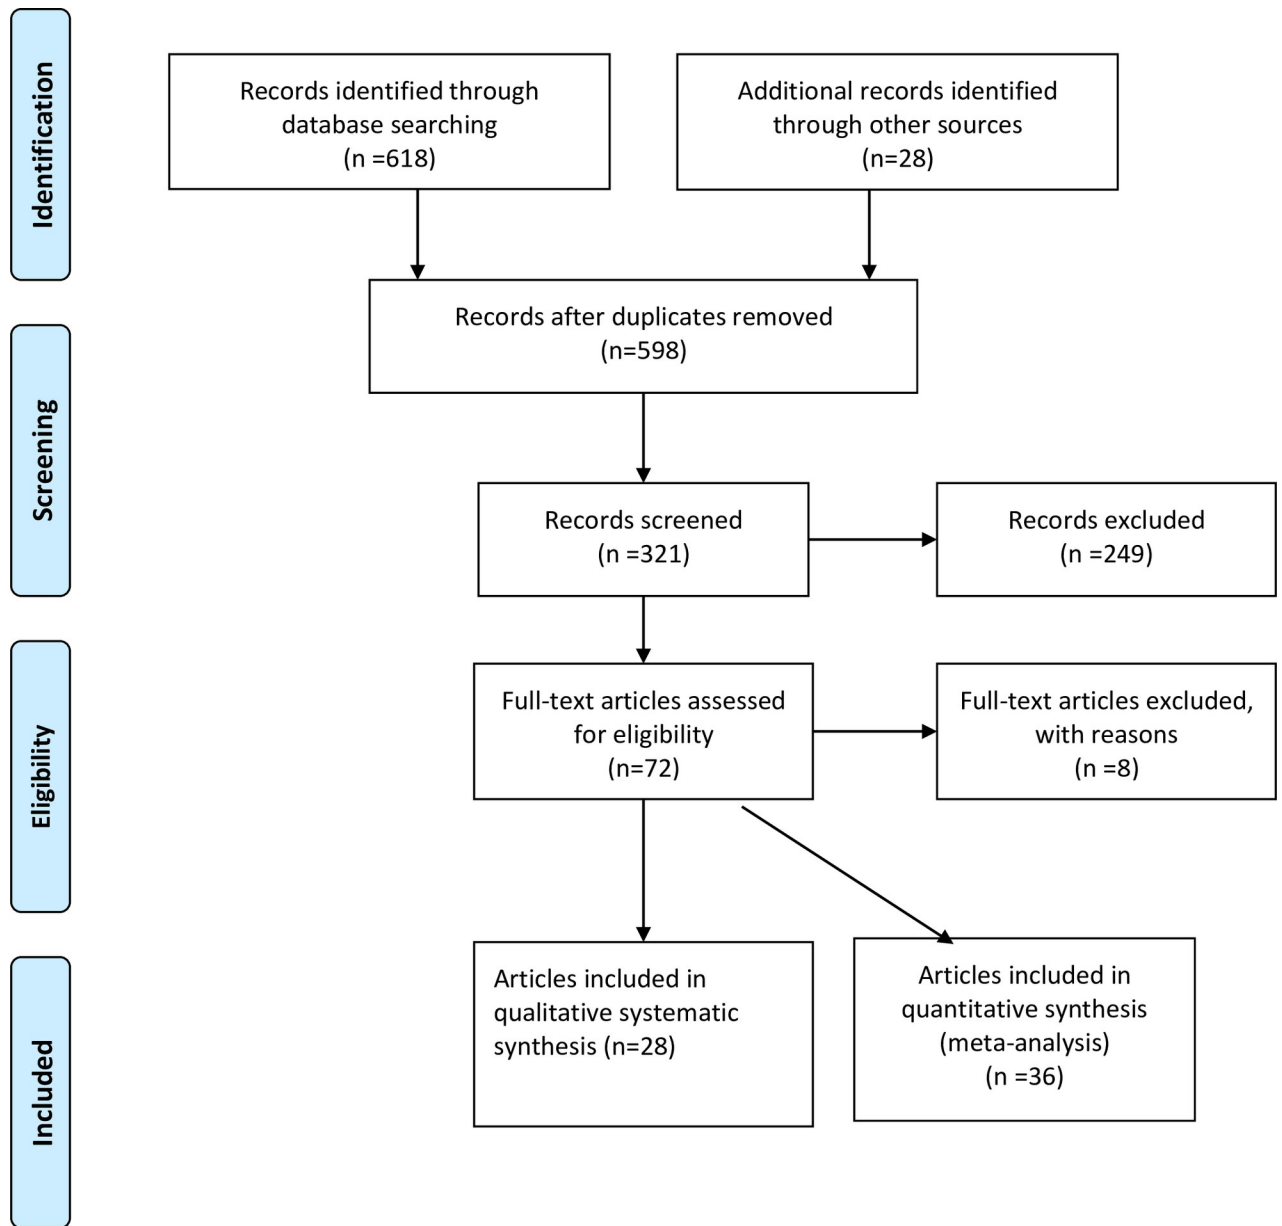 Identification
Records identified through
database searching
(n =618)
Additional records identified
through other sources
(n=28)
Records after duplicates removed
(n=598)
Screening
Records screened
(n =321)
Records excluded
(n =249)
Eligibility
Full-text articles assessed
for eligibility
(n=72)
Full-text articles excluded,
with reasons
(n =8)
Included
Articles included in
qualitative systematic
synthesis (n=28)
Articles included in
quantitative synthesis
(meta-analysis)
(n =36)